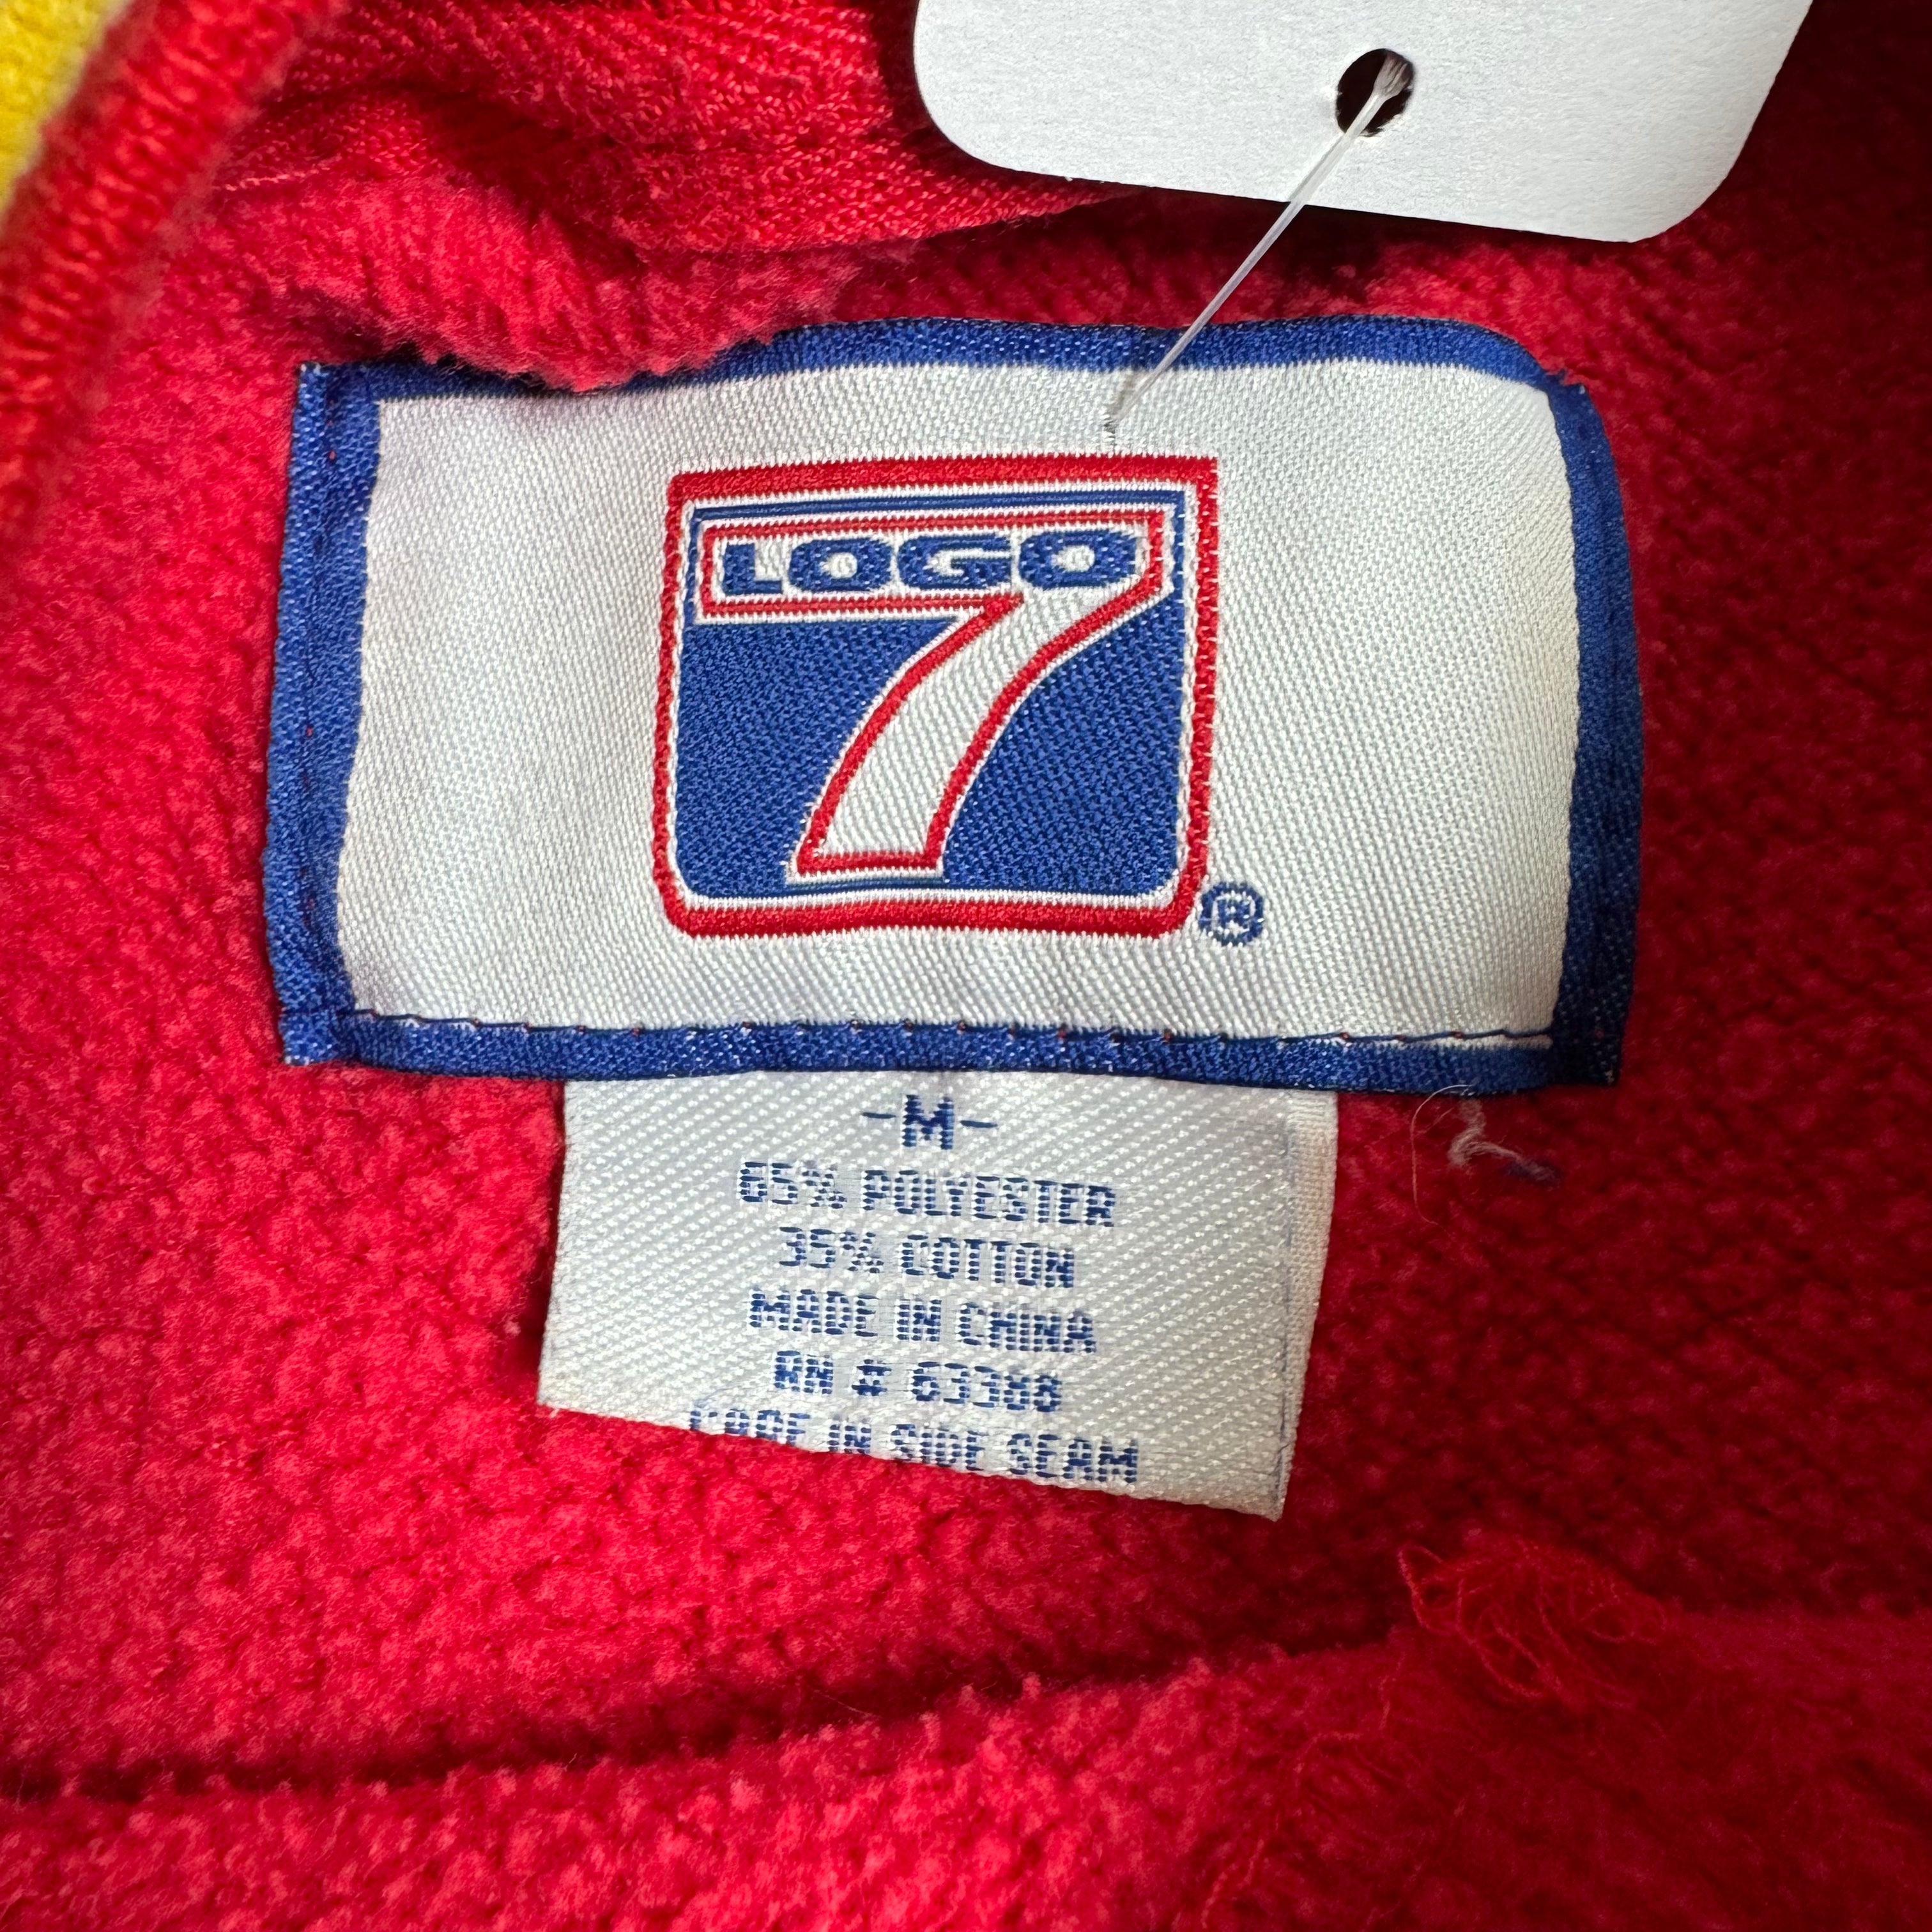 LOGO
7
®
-M-
65% POLYESTER
35% COTTON
MADE IN CHINA
RN # 63388
CARE IN SIDE SEAM